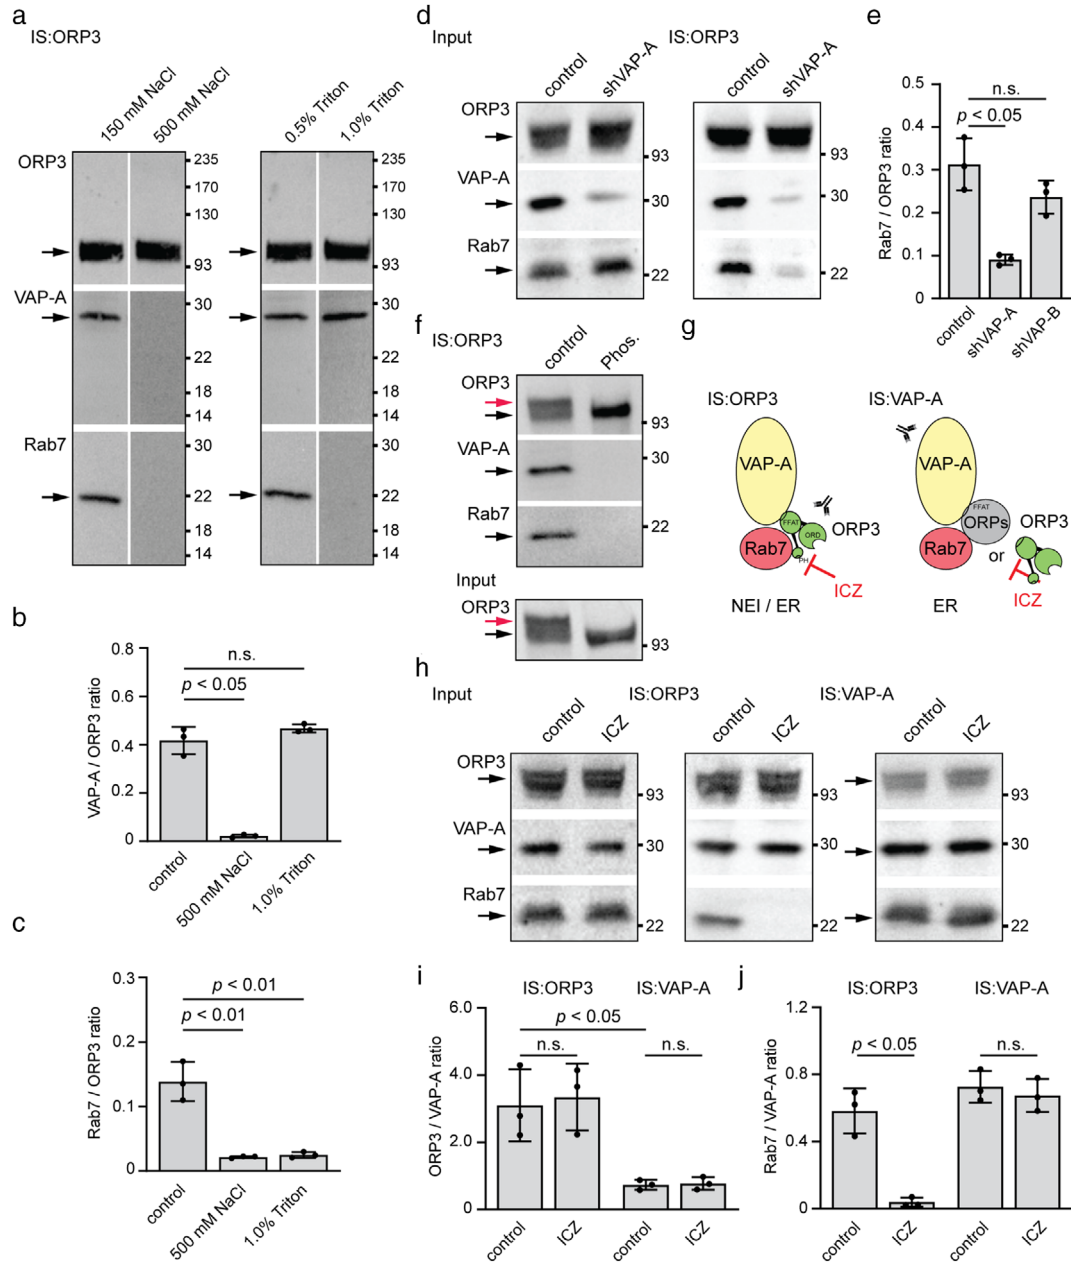 a
IS:ORP3
150 mM NaCl
500 mM NaCl
0.5% Triton
1.0% Triton
ORP3
235
170
130
93
235
170
130
93
VAP-A
30
22
18
14
30
22
18
14
Rab7
30
22
18
14
30
22
18
14
b
VAP-A / ORP3 ratio
0.8
0.6
0.4
0.2
0
n.s.
p < 0.05
control
500 mM NaCl
1.0% Triton
c
Rab7 / ORP3 ratio
0.3
0.2
0.1
0
p < 0.01
p < 0.01
control
500 mM NaCl
1.0% Triton
d
Input
IS:ORP3
control
shVAP-A
control
shVAP-A
ORP3
93
93
VAP-A
30
30
Rab7
22
22
e
Rab7 / ORP3 ratio
0.5
0.4
0.3
0.2
0.1
0
n.s.
p < 0.05
control
shVAP-A
shVAP-B
f
IS:ORP3
control
Phos.
ORP3
93
VAP-A
30
Rab7
22
Input
ORP3
93
g
IS:ORP3
VAP-A
FFAT
ORD
ORP3
Rab7
PH
ICZ
NEI / ER
IS:VAP-A
VAP-A
FFAT
ORPs
ORP3
Rab7
or
ICZ
ER
h
Input
IS:ORP3
IS:VAP-A
control
ICZ
control
ICZ
control
ICZ
ORP3
93
93
93
VAP-A
30
30
30
Rab7
22
22
22
i
IS:ORP3
IS:VAP-A
ORP3 / VAP-A ratio
6.0
4.0
2.0
0
p < 0.05
n.s.
n.s.
control
ICZ
control
ICZ
j
IS:ORP3
IS:VAP-A
Rab7 / VAP-A ratio
1.2
0.8
0.4
0
p < 0.05
n.s.
control
ICZ
control
ICZ